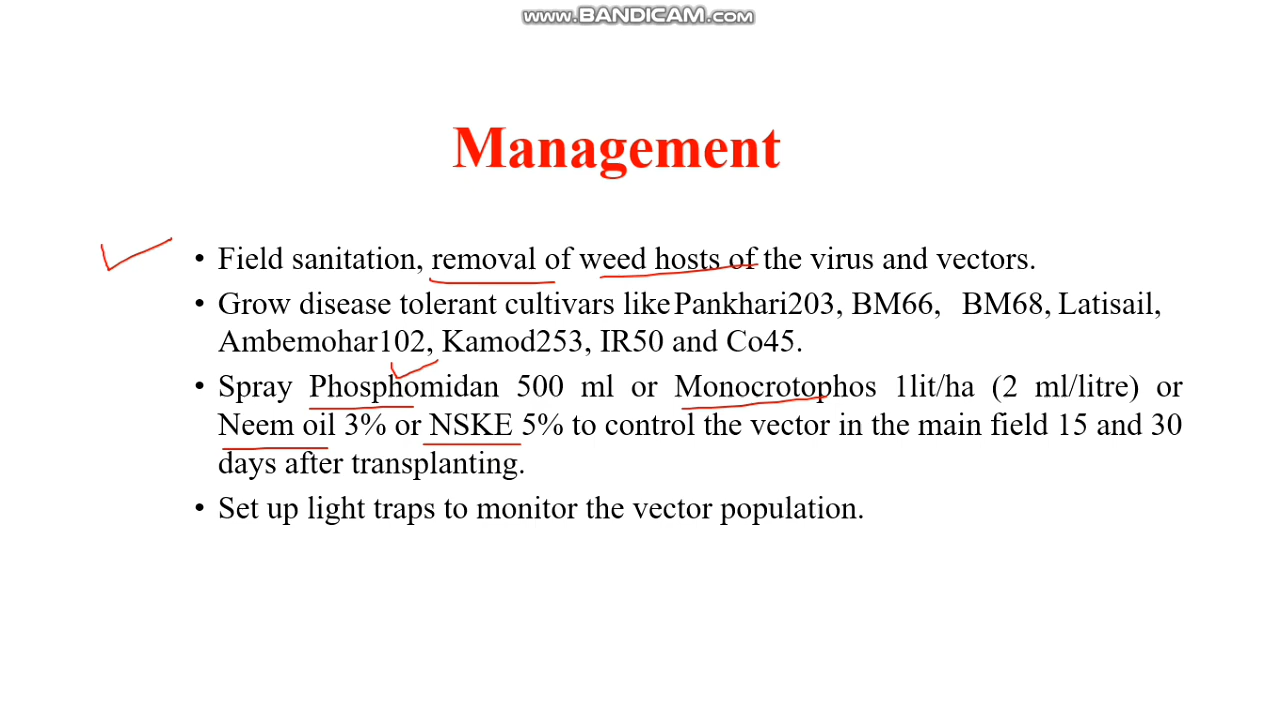 www.BANDICAM.com
Management
• Field sanitation, removal of weed hosts of the virus and vectors.
• Grow disease tolerant cultivars like Pankhari203, BM66, BM68, Latisail,
Ambemohar102, Kamod253, IR50 and Co45.
• Spray Phosphomidan 500 ml or Monocrotophos 1lit/ha (2 ml/litre) or
Neem oil 3% or NSKE 5% to control the vector in the main field 15 and 30
days after transplanting.
• Set up light traps to monitor the vector population.